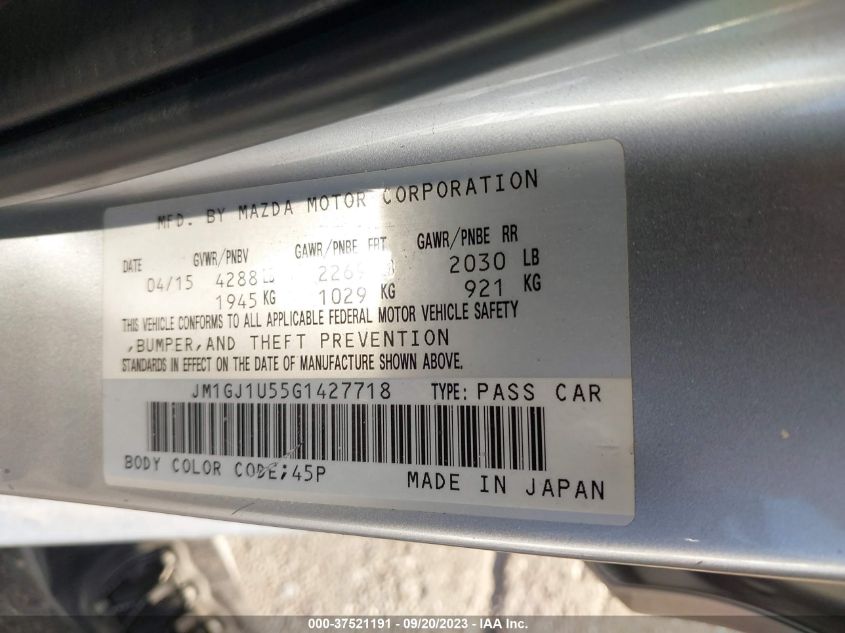 MFD. BY MAZDA MOTOR CORPORATION
DATE GVWR/PNBV GAWR/PNBE FRT GAWR/PNBE RR
04/15 4288 LB 2269 2030 LB
1945 KG 1029 KG 921 KG
THIS VEHICLE CONFORMS TO ALL APPLICABLE FEDERAL MOTOR VEHICLE SAFETY
,BUMPER,AND THEFT PREVENTION
STANDARDS IN EFFECT ON THE DATE OF MANUFACTURE SHOWN ABOVE.
JM1GJ1U55G1427718 TYPE: PASS CAR
BODY COLOR CODE;45P MADE IN JAPAN
000-37521191 - 09/20/2023 - IAA Inc.